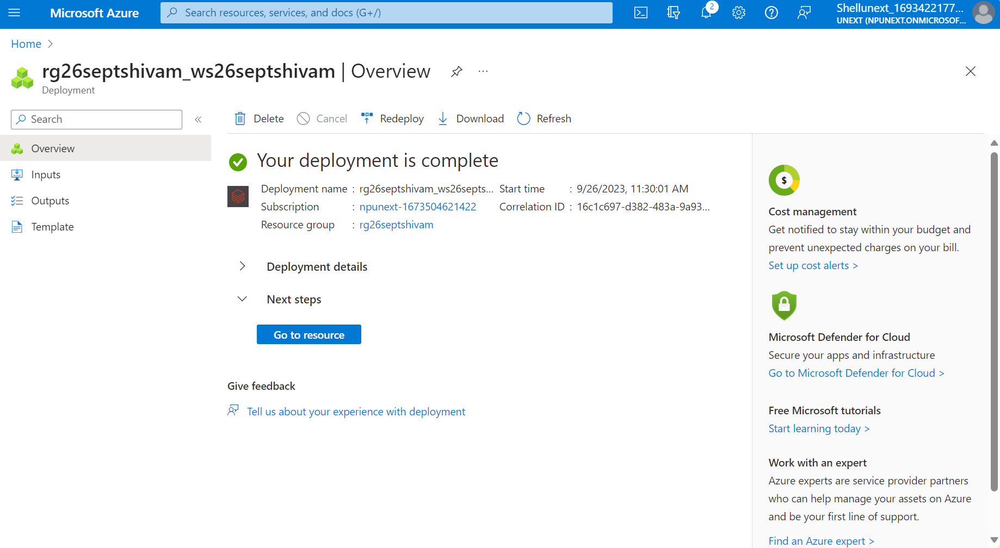 Microsoft Azure
Search resources, services, and docs (G+/)
2
Shellunext_1693422177...
UNEXT (NPUNEXT.ONMICROSOF...
Home
rg26septshivam_ws26septshivam | Overview
Deployment
Search
Overview
Inputs
Outputs
Template
Delete
Cancel
Redeploy
Download
Refresh
Your deployment is complete
Deployment name : rg26septshivam_ws26septs...
Subscription : npunext-1673504621422
Resource group : rg26septshivam
Start time : 9/26/2023, 11:30:01 AM
Correlation ID : 16c1c697-d382-483a-9a93...
Deployment details
Next steps
Go to resource
Give feedback
Tell us about your experience with deployment
$
Cost management
Get notified to stay within your budget and
prevent unexpected charges on your bill.
Set up cost alerts >
Microsoft Defender for Cloud
Secure your apps and infrastructure
Go to Microsoft Defender for Cloud >
Free Microsoft tutorials
Start learning today >
Work with an expert
Azure experts are service provider partners
who can help manage your assets on Azure
and be your first line of support.
Find an Azure expert >